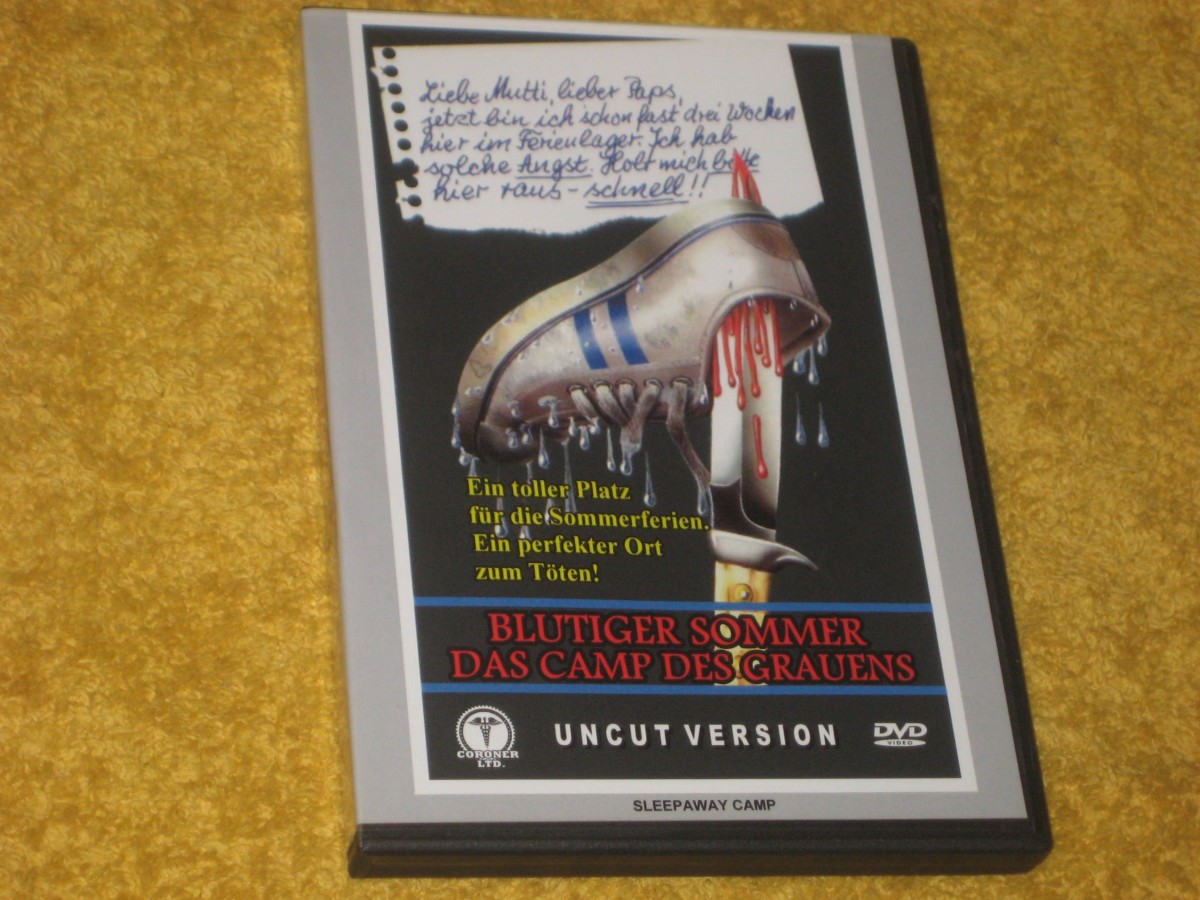 Liebe Mutti, lieber Paps,
jetzt bin ich schon fast drei Wochen
hier im Ferienlager. Ich hab
solche Angst. Holt mich bitte
hier raus - schnell!!
Ein toller Platz
für die Sommerferien.
Ein perfekter Ort
zum Töten!
BLUTIGER SOMMER
DAS CAMP DES GRAUENS
CORONER
LTD.
UNCUT VERSION
DVD
VIDEO
SLEEPAWAY CAMP